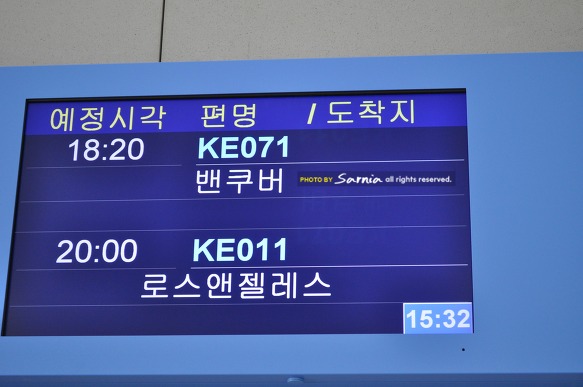 예정시각 편명 / 도착지
18:20 KE071
밴쿠버
PHOTO BY Sarnia all rights reserved.
20:00 KE011
로스앤젤레스
15:32